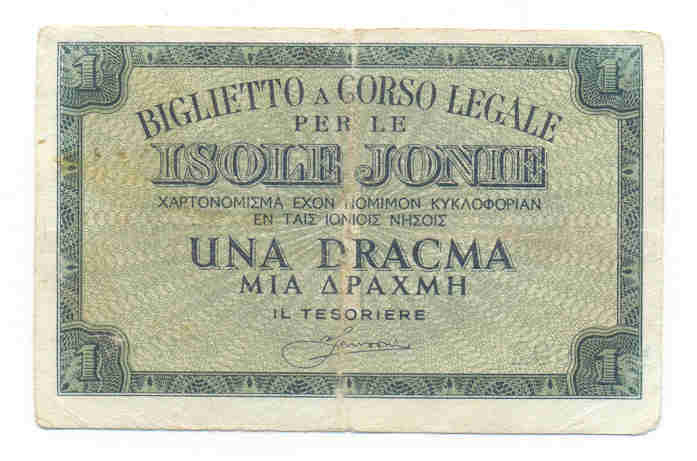 1 1
BIGLIETTO A CORSO LEGALE
PER LE
ISOLE JONIE
ΧΑΡΤΟΝΟΜΙΣΜΑ ΕΧΟΝ ΝΟΜΙΜΟΝ ΚΥΚΛΟΦΟΡΙΑΝ
ΕΝ ΤΑΙΣ ΙΟΝΙΟΙΣ ΝΗΣΟΙΣ
UNA DRACMA
ΜΙΑ ΔΡΑΧΜΗ
IL TESORIERE
1 1